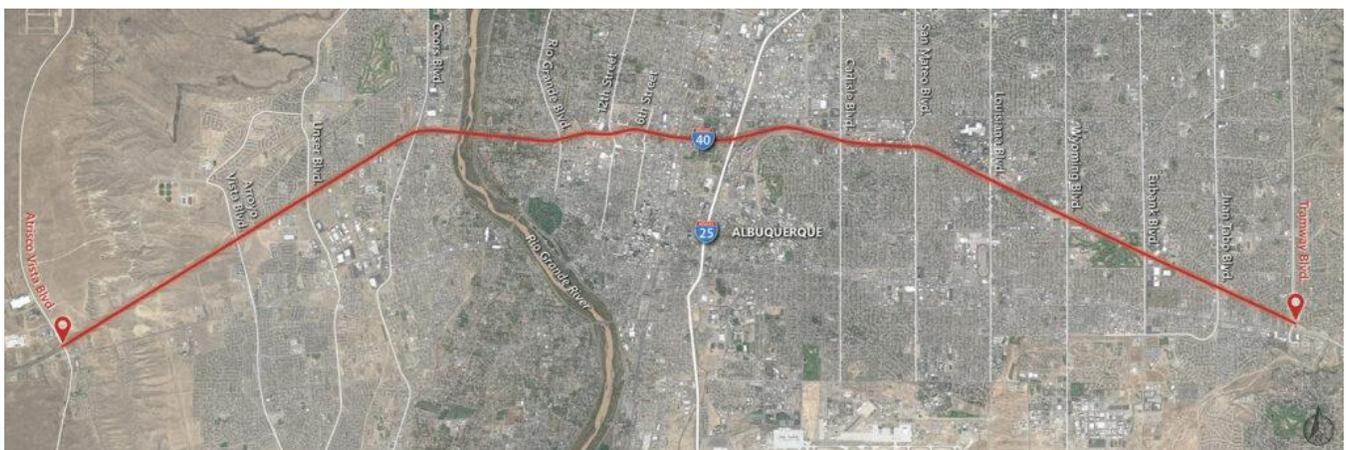 Atrisco Vista Blvd
Arroyo
Vista Blvd.
Unser Blvd.
Coors Blvd.
Rio Grande River
Rio Grande Blvd.
12th Street
6th Street
40
25
ALBUQUERQUE
Carlisle Blvd.
San Mateo Blvd.
Louisiana Blvd.
Wyoming Blvd.
Eubank Blvd.
Juan Tabo Blvd.
Tramway Blvd.